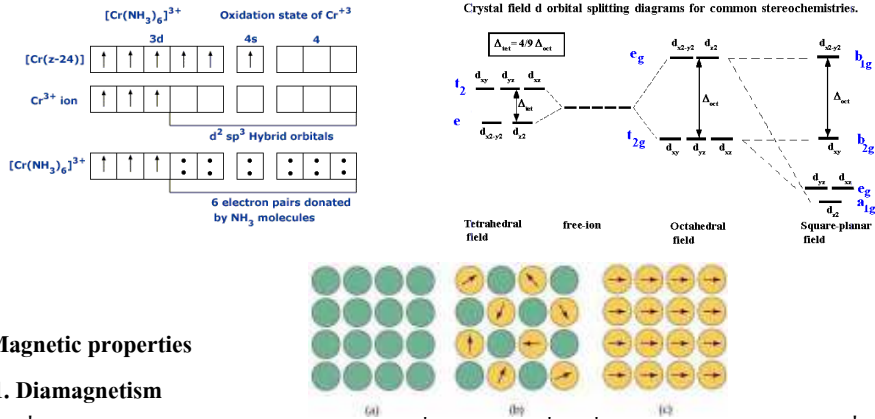 [Cr(NH3)6]3+ Oxidation state of Cr+3
3d 4s 4
[Cr(z-24)]
Cr3+ ion
d2 sp3 Hybrid orbitals
[Cr(NH3)6]3+
6 electron pairs donated
by NH3 molecules
Crystal field d orbital splitting diagrams for common stereochemistries.
Δtet = 4/9 Δoct
t2 dxy dyz dxz
Δtet
e
dx2-y2 dz2
eg dx2-y2 dz2
Δoct
t2g
dxy dyz dxz
dx2-y2 b1g
Δoct
b2g
dxy
dyz dxz
eg
a1g
dz2
Tetrahedral
field
free-ion
Octahedral
field
Square-planar
field
Magnetic properties
1. Diamagnetism
(a) (b) (c)